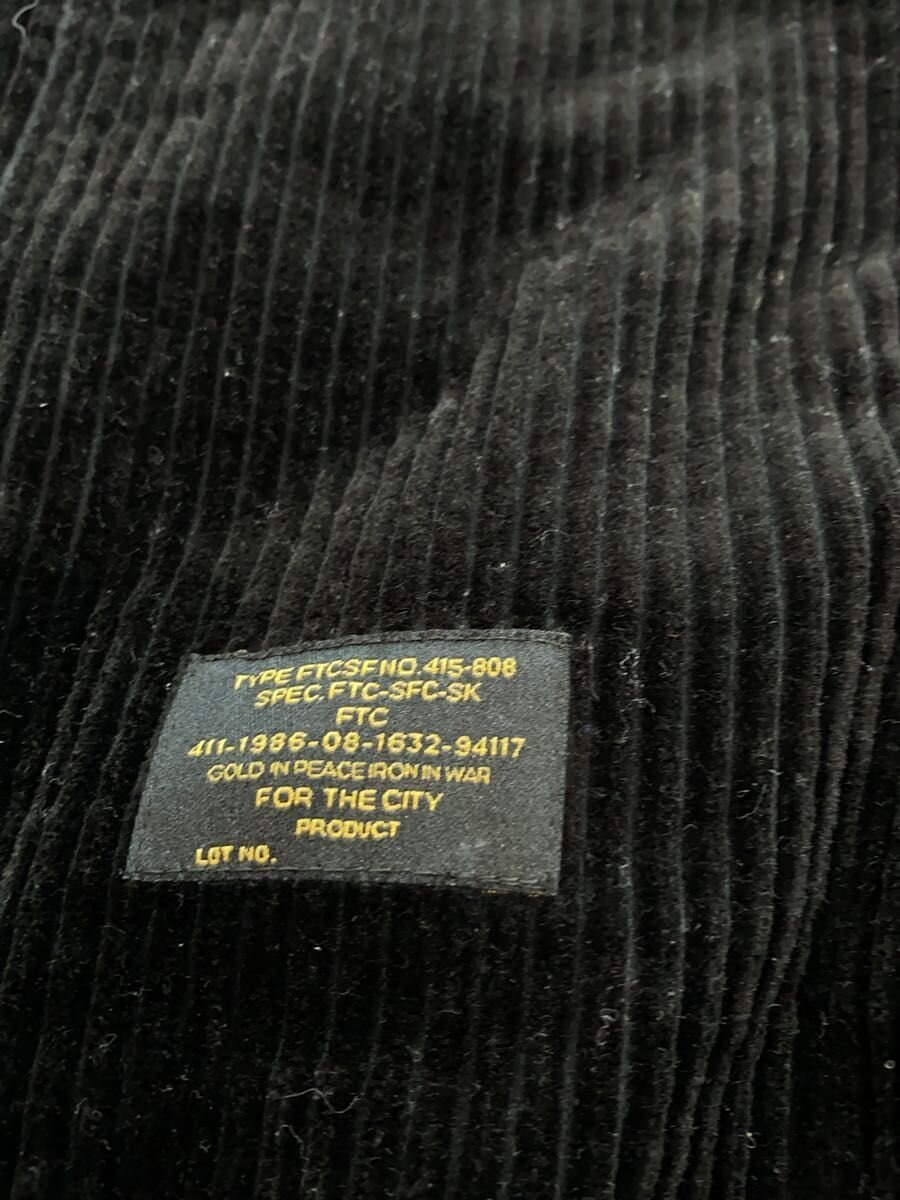 TYPE FTCSF NO. 415-808
SPEC. FTC-SFC-SK
FTC
411-1986-08-1632-94117
GOLD IN PEACE IRON IN WAR
FOR THE CITY
PRODUCT
LOT NO.